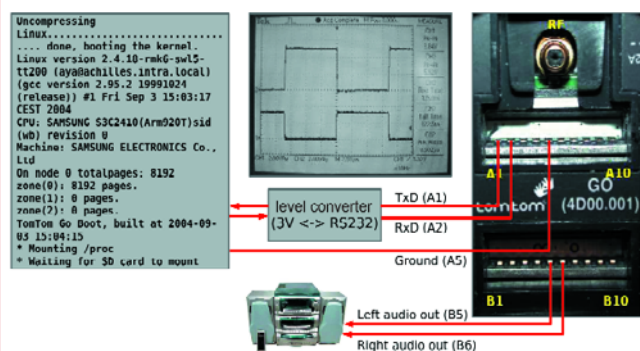 Uncompressing
Linux.............................
.... done, booting the kernel.
Linux version 2.4.18-rmk6-swl5-
tt200 (aya@achilles.intra.local)
(gcc version 2.95.2 19991024
(release)) #1 Fri Sep 3 15:03:17
CEST 2004
CPU: SAMSUNG S3C2410(Arm920T)sid
(wb) revision 0
Machine: SAMSUNG ELECTRONICS Co.,
Ltd
On node 0 totalpages: 8192
zone(0): 8192 pages.
zone(1): 0 pages.
zone(2): 0 pages.
TomTom Go Boot, built at 2004-09-
03 15:04:15
* Mounting /proc
* Waiting for SD card to mount
level converter
(3V <-> RS232)
TxD (A1)
RxD (A2)
Ground (A5)
Left audio out (B5)
Right audio out (B6)
RF
A1
A10
tomtom
GO
(4D00.001)
B1
B10